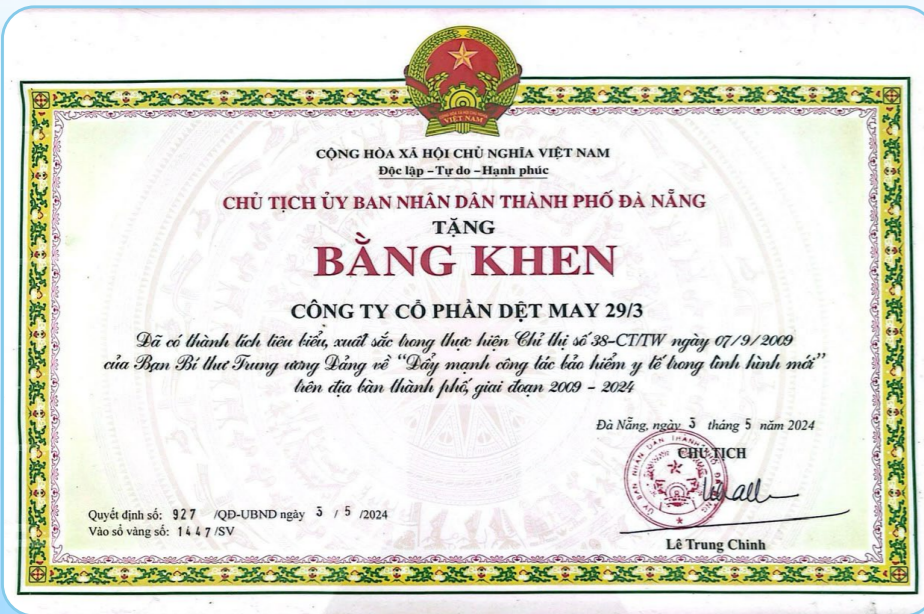 VIỆT NAM
CỘNG HÒA XÃ HỘI CHỦ NGHĨA VIỆT NAM
Độc lập – Tự do – Hạnh phúc
CHỦ TỊCH ỦY BAN NHÂN DÂN THÀNH PHỐ ĐÀ NẴNG
TẶNG
BẰNG KHEN
CÔNG TY CỔ PHẦN DỆT MAY 29/3
Đã có thành tích tiêu biểu, xuất sắc trong thực hiện Chỉ thị số 38-CT/TW ngày 07/9/2009
của Ban Bí thư Trung ương Đảng về “Đẩy mạnh công tác bảo hiểm y tế trong tình hình mới”
trên địa bàn thành phố, giai đoạn 2009 – 2024
Đà Nẵng, ngày 3 tháng 5 năm 2024
CHỦ TỊCH
Quyết định số: 927 /QĐ-UBND ngày 3 / 5 /2024
Vào sổ vàng số: 1447/SV
Lê Trung Chinh